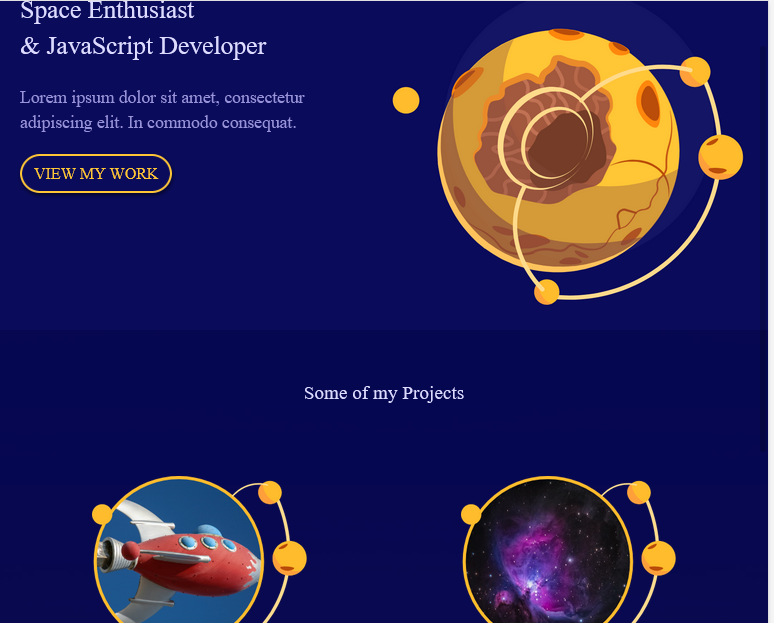 Space Enthusiast
& JavaScript Developer
Lorem ipsum dolor sit amet, consectetur
adipiscing elit. In commodo consequat.
VIEW MY WORK
Some of my Projects